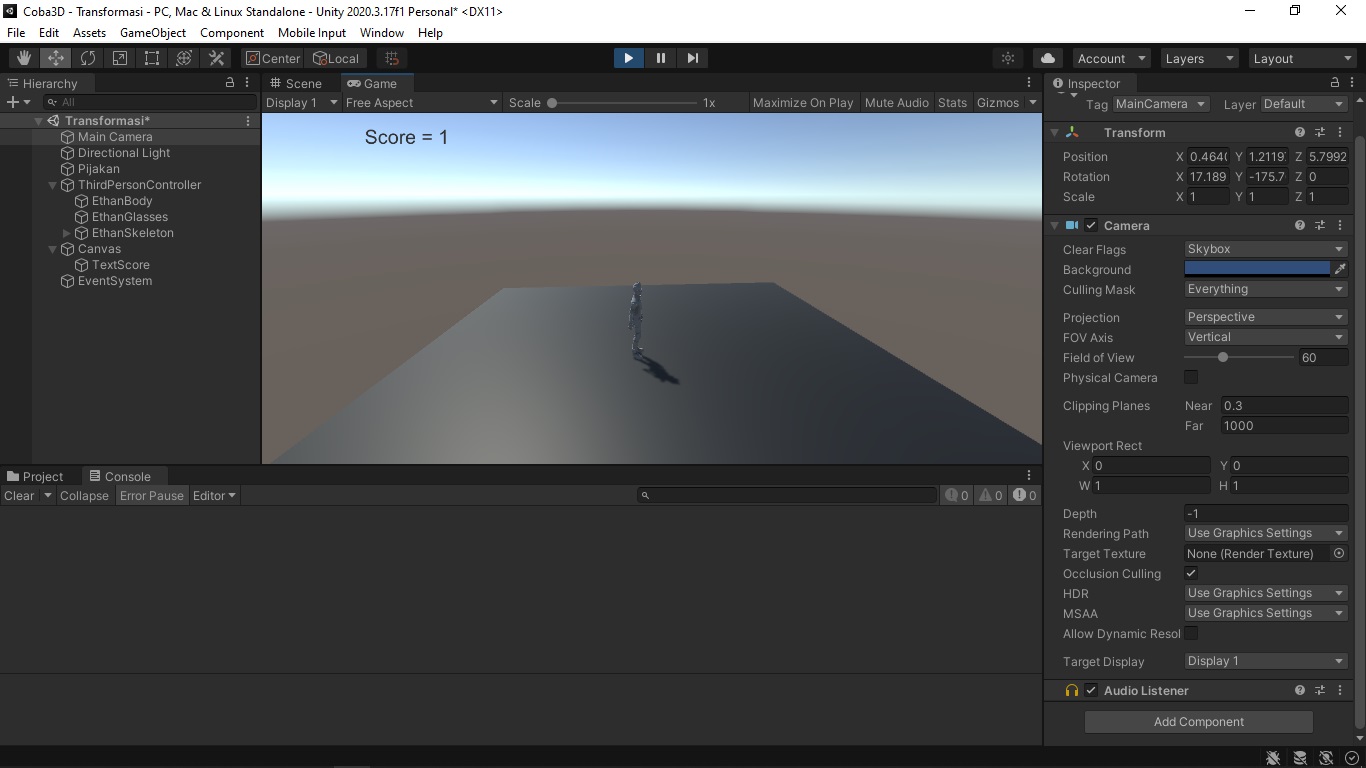 Coba3D - Transformasi - PC, Mac & Linux Standalone - Unity 2020.3.17f1 Personal* <DX11>
File Edit Assets GameObject Component Mobile Input Window Help
Center Local Account Layers Layout
Hierarchy
All
Transformasi*
Main Camera
Directional Light
Pijakan
ThirdPersonController
EthanBody
EthanGlasses
EthanSkeleton
Canvas
TextScore
EventSystem
Scene Game
Display 1 Free Aspect Scale 1x Maximize On Play Mute Audio Stats Gizmos
Score = 1
Project Console
Clear Collapse Error Pause Editor 0 0 0
Inspector
Tag MainCamera Layer Default
Transform
Position X 0.464 Y 1.2119 Z 5.7992
Rotation X 17.189 Y -175.7 Z 0
Scale X 1 Y 1 Z 1
Camera
Clear Flags Skybox
Background
Culling Mask Everything
Projection Perspective
FOV Axis Vertical
Field of View 60
Physical Camera
Clipping Planes Near 0.3
Far 1000
Viewport Rect
X 0 Y 0
W 1 H 1
Depth -1
Rendering Path Use Graphics Settings
Target Texture None (Render Texture)
Occlusion Culling
HDR Use Graphics Settings
MSAA Use Graphics Settings
Allow Dynamic Resol
Target Display Display 1
Audio Listener
Add Component